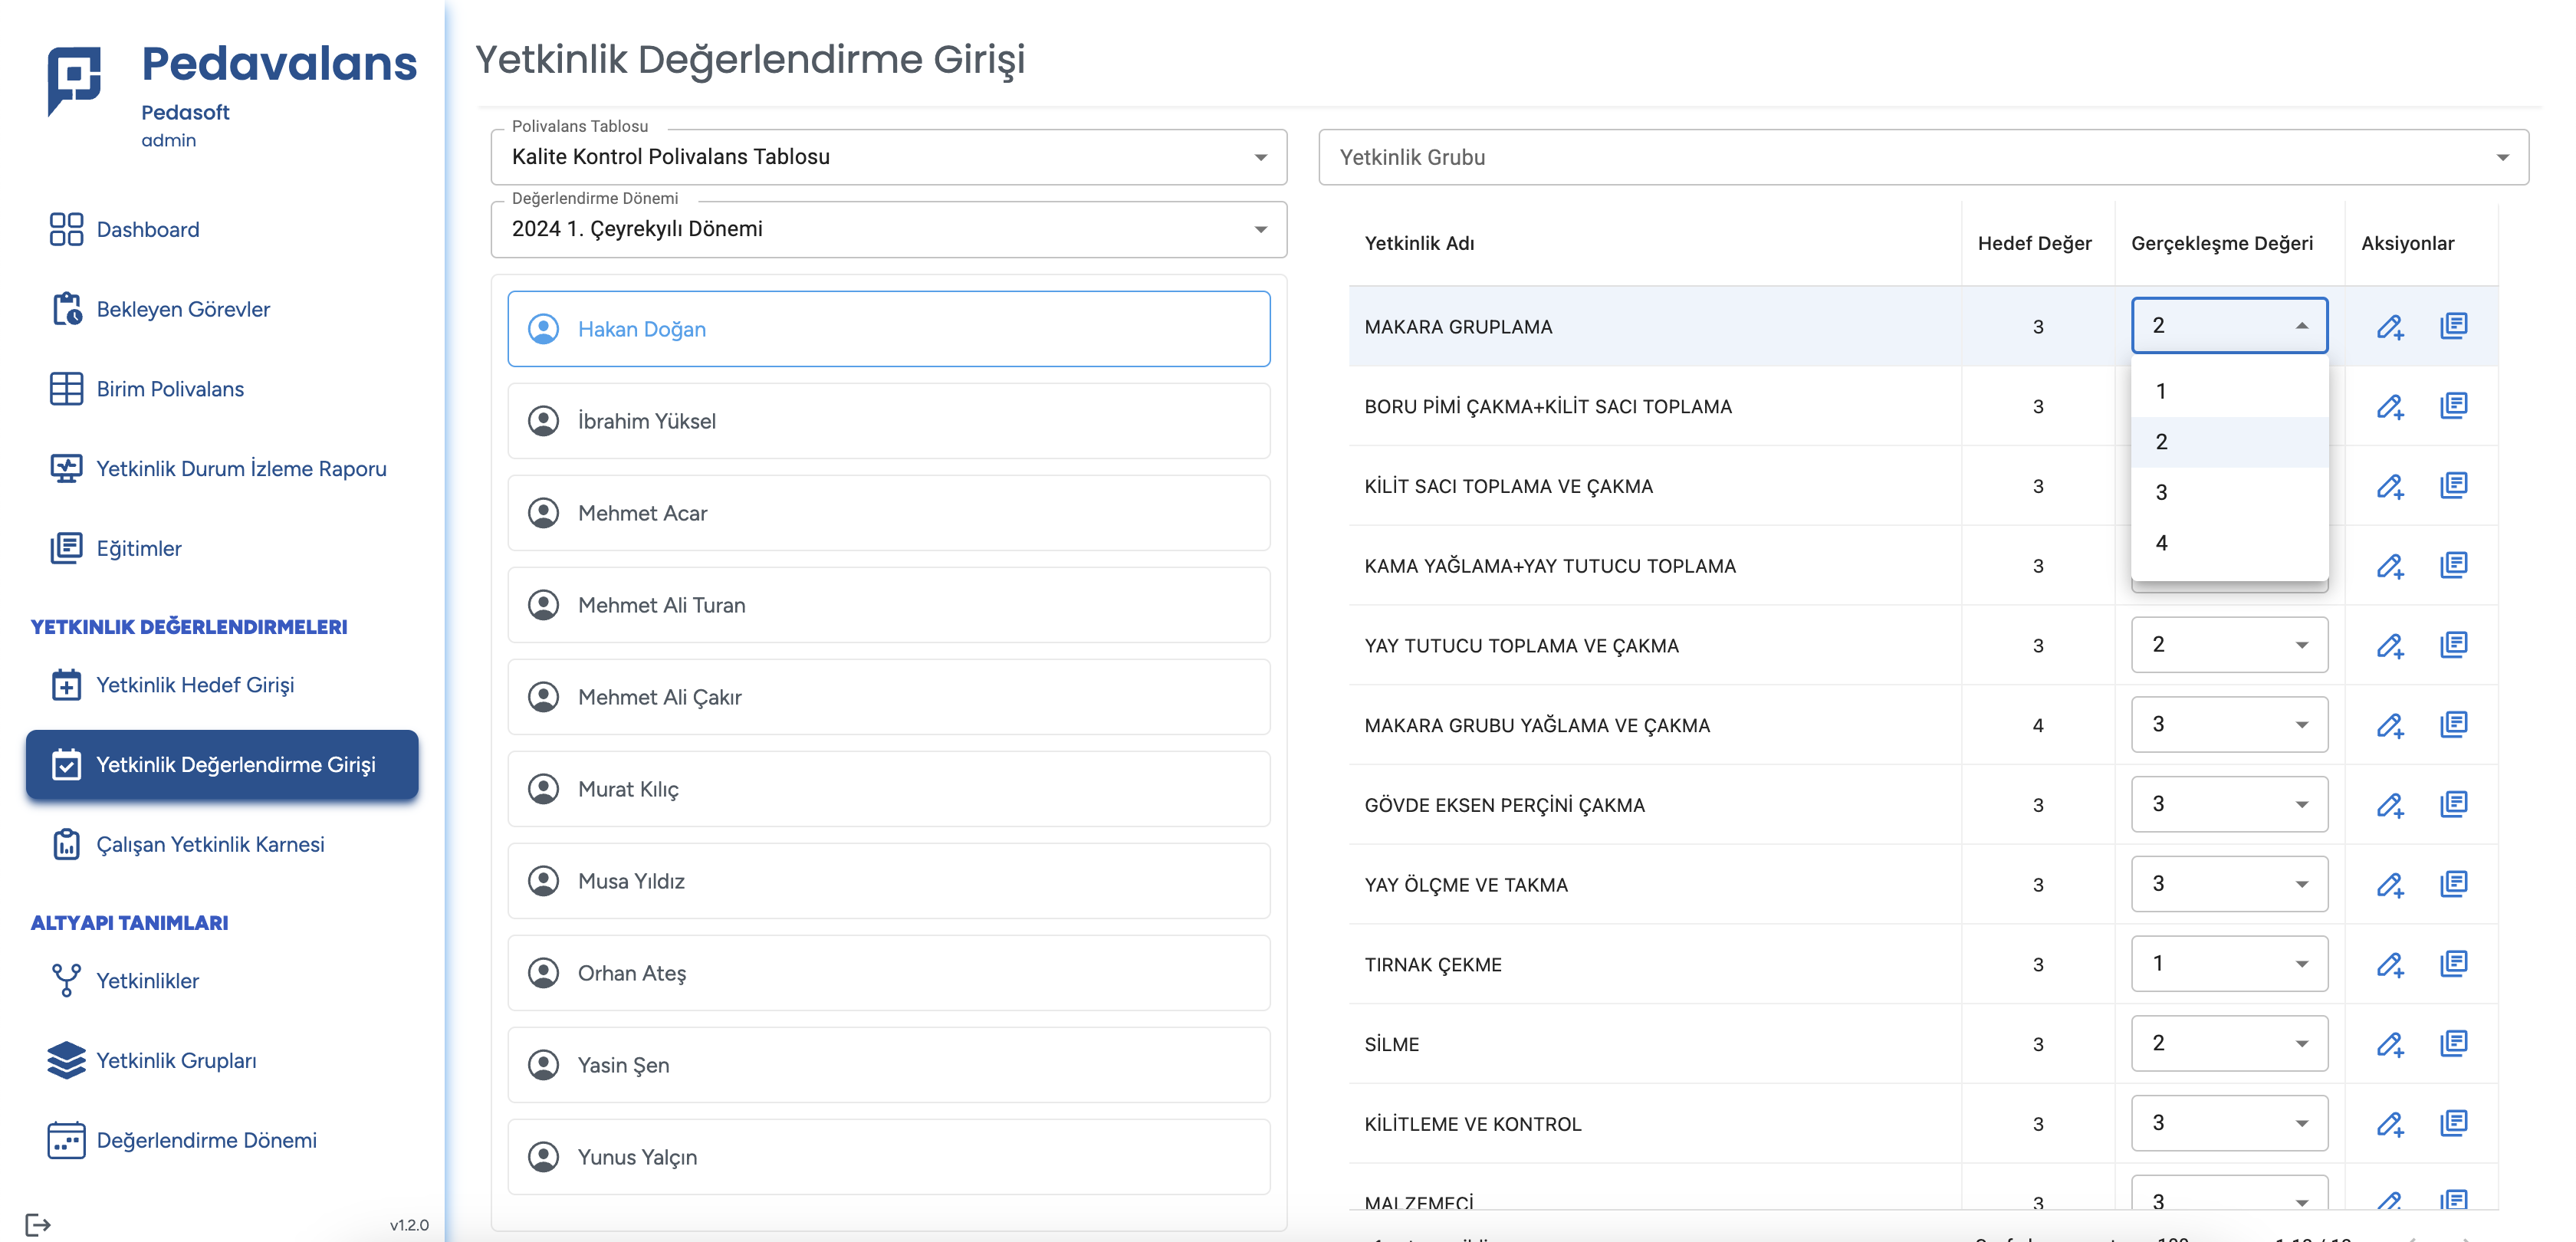 Pedavalans
Pedasoft
admin
Dashboard
Bekleyen Görevler
Birim Polivalans
Yetkinlik Durum İzleme Raporu
Eğitimler
YETKINLIK DEĞERLENDIRMELERI
Yetkinlik Hedef Girişi
Yetkinlik Değerlendirme Girişi
Çalışan Yetkinlik Karnesi
ALTYAPI TANIMLARI
Yetkinlikler
Yetkinlik Grupları
Değerlendirme Dönemi
v1.2.0
Yetkinlik Değerlendirme Girişi
Polivalans Tablosu
Kalite Kontrol Polivalans Tablosu
Değerlendirme Dönemi
2024 1. Çeyrekyılı Dönemi
Hakan Doğan
İbrahim Yüksel
Mehmet Acar
Mehmet Ali Turan
Mehmet Ali Çakır
Murat Kılıç
Musa Yıldız
Orhan Ateş
Yasin Şen
Yunus Yalçın
Yetkinlik Grubu
Yetkinlik Adı Hedef Değer Gerçekleşme Değeri Aksiyonlar
MAKARA GRUPLAMA 3 2
1
2
3
4
BORU PİMİ ÇAKMA+KİLİT SACI TOPLAMA 3
KİLİT SACI TOPLAMA VE ÇAKMA 3
KAMA YAĞLAMA+YAY TUTUCU TOPLAMA 3
YAY TUTUCU TOPLAMA VE ÇAKMA 3 2
MAKARA GRUBU YAĞLAMA VE ÇAKMA 4 3
GÖVDE EKSEN PERÇİNİ ÇAKMA 3 3
YAY ÖLÇME VE TAKMA 3 3
TIRNAK ÇEKME 3 1
SİLME 3 2
KİLİTLEME VE KONTROL 3 3
MALZEMECİ 3 3